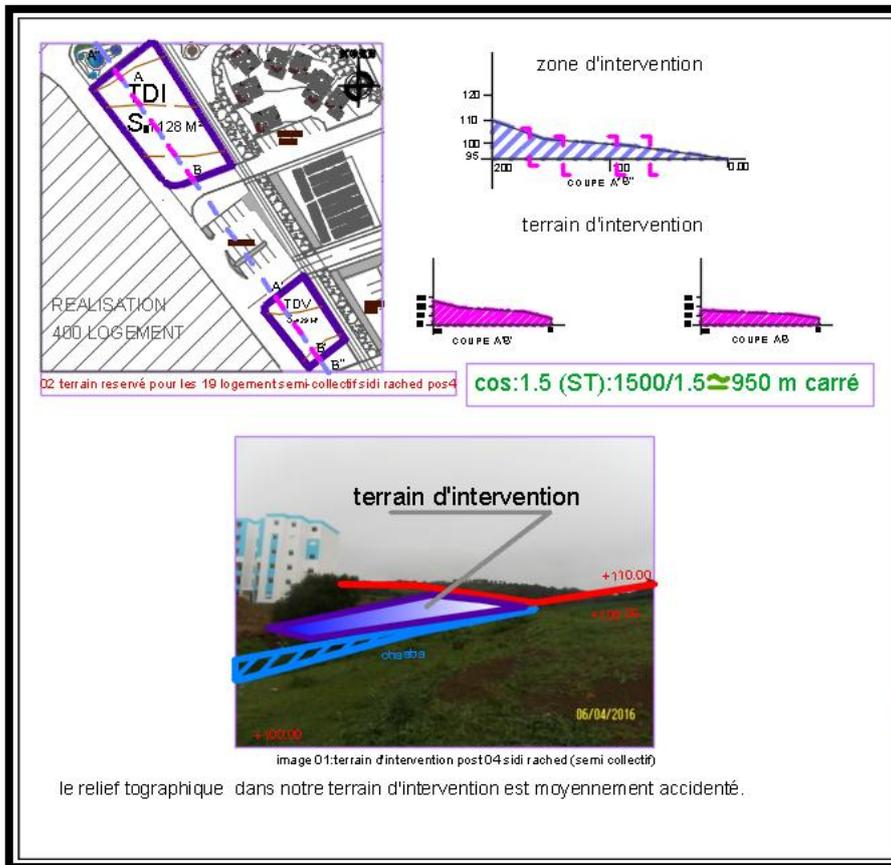 zone d'intervention
120
110
100
95
200
100
0.00
COUPE A"B"
A"
A
TDI
128 M²
B
REALISATION
400 LOGEMENT
A'
TDV
B'
B"
02 terrain reservé pour les 19 logement semi-collectif sidi rached pos4
terrain d'intervention
COUPE A'B'
COUPE AB
cos:1.5 (ST):1500/1.5≅950 m carré
terrain d'intervention
+110.00
chaaba
06/04/2016
+100.00
image 01:terrain d'intervention post 04 sidi rached (semi collectif)
le relief tographique dans notre terrain d'intervention est moyennement accidenté.